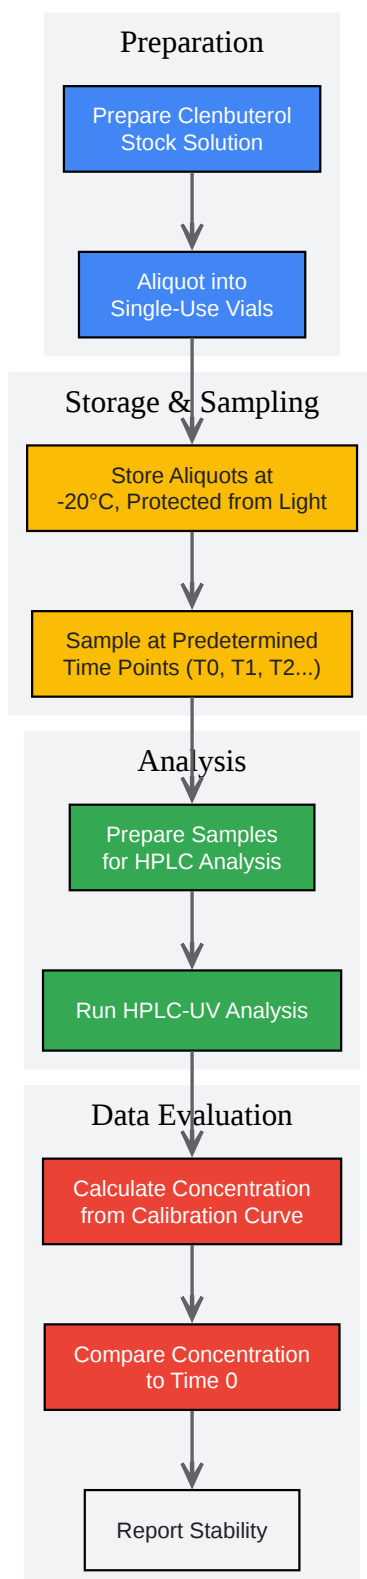 Preparation
Prepare Clenbuterol
Stock Solution
Aliquot into
Single-Use Vials
Storage & Sampling
Store Aliquots at
-20°C, Protected from Light
Sample at Predetermined
Time Points (T0, T1, T2...)
Analysis
Prepare Samples
for HPLC Analysis
Run HPLC-UV Analysis
Data Evaluation
Calculate Concentration
from Calibration Curve
Compare Concentration
to Time 0
Report Stability